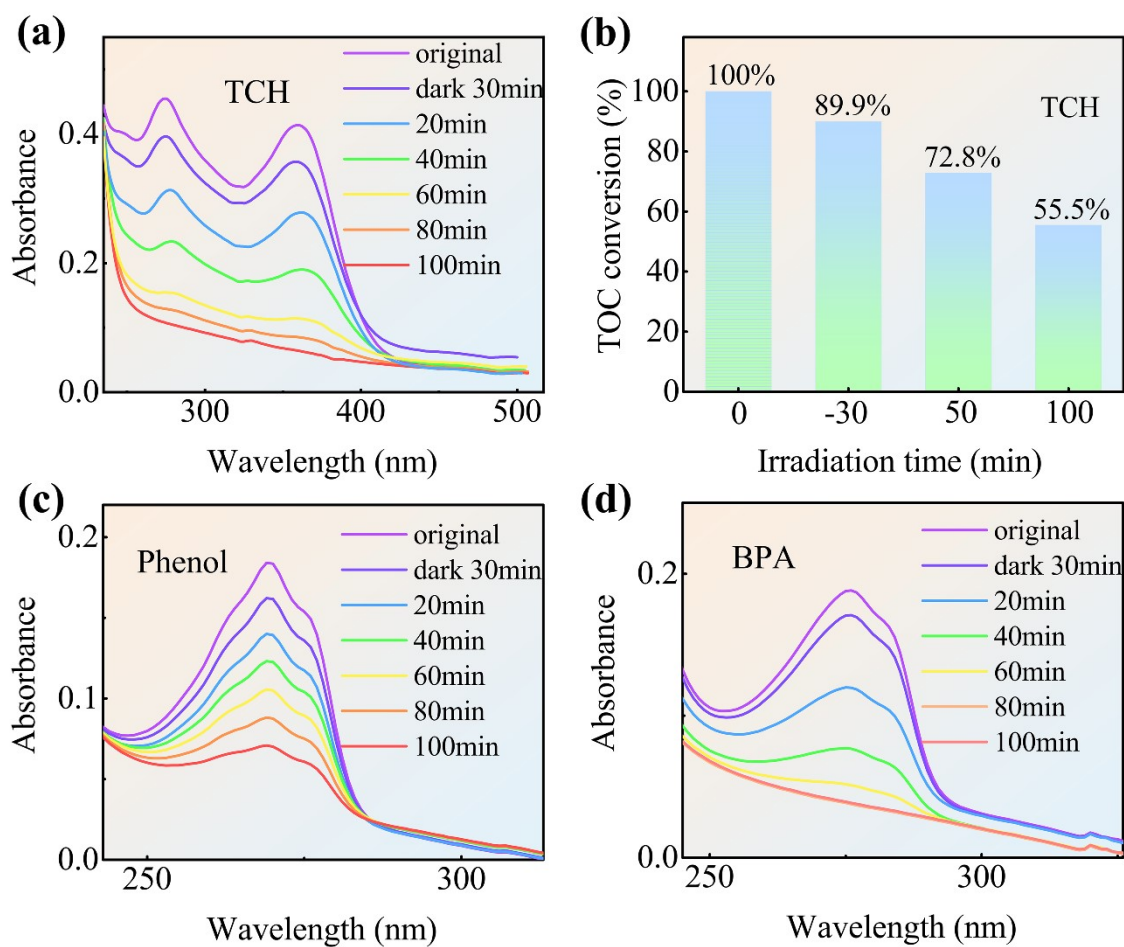 (a)
TCH
original
dark 30min
20min
40min
60min
80min
100min
0.4
0.2
0.0
Absorbance
300
400
500
Wavelength (nm)
(b)
TCH
100%
89.9%
72.8%
55.5%
100
80
60
40
20
0
TOC conversion (%)
0
-30
50
100
Irradiation time (min)
(c)
Phenol
original
dark 30min
20min
40min
60min
80min
100min
0.2
0.1
0.0
Absorbance
250
300
Wavelength (nm)
(d)
BPA
original
dark 30min
20min
40min
60min
80min
100min
0.2
0.0
Absorbance
250
300
Wavelength (nm)